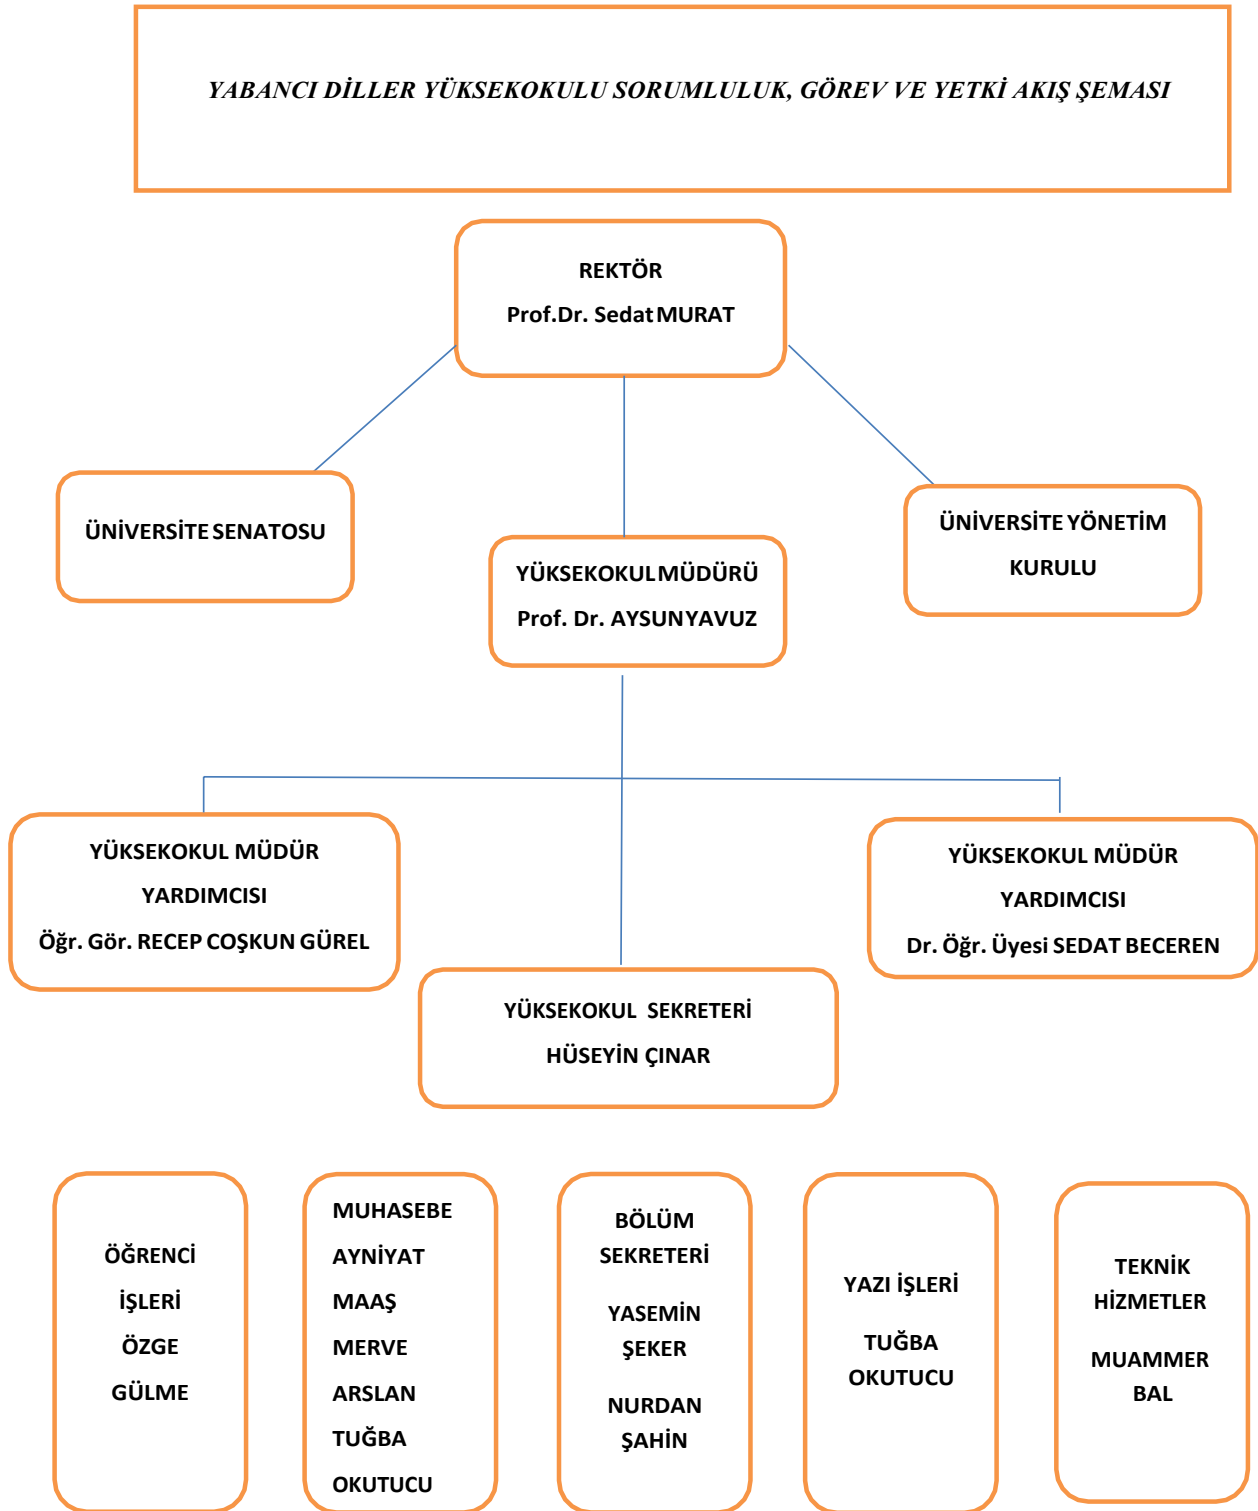 YABANCI DİLLER YÜKSEKOKULU SORUMLULUK, GÖREV VE YETKİ AKIŞ ŞEMASI
REKTÖR
Prof.Dr. Sedat MURAT
ÜNİVERSİTE SENATOSU
YÜKSEKOKUL MÜDÜRÜ
Prof. Dr. AYSUN YAVUZ
ÜNİVERSİTE YÖNETİM
KURULU
YÜKSEKOKUL MÜDÜR
YARDIMCISI
Öğr. Gör. RECEP COŞKUN GÜREL
YÜKSEKOKUL MÜDÜR
YARDIMCISI
Dr. Öğr. Üyesi SEDAT BECEREN
YÜKSEKOKUL SEKRETERİ
HÜSEYİN ÇINAR
ÖĞRENCİ
İŞLERİ
ÖZGE
GÜLME
MUHASEBE
AYNİYAT
MAAŞ
MERVE
ARSLAN
TUĞBA
OKUTUCU
BÖLÜM
SEKRETERİ
YASEMİN
ŞEKER
NURDAN
ŞAHİN
YAZI İŞLERİ
TUĞBA
OKUTUCU
TEKNİK
HİZMETLER
MUAMMER
BAL